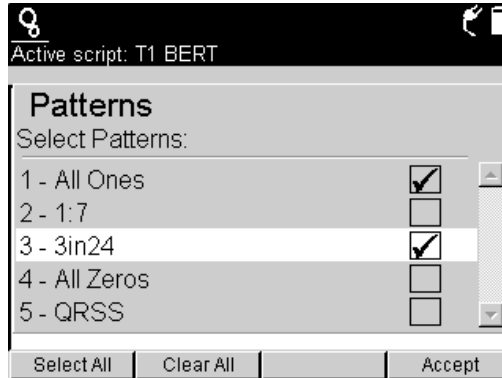 Active script: T1 BERT
Patterns
Select Patterns:
1 - All Ones
2 - 1:7
3 - 3in24
4 - All Zeros
5 - QRSS
Select All Clear All Accept